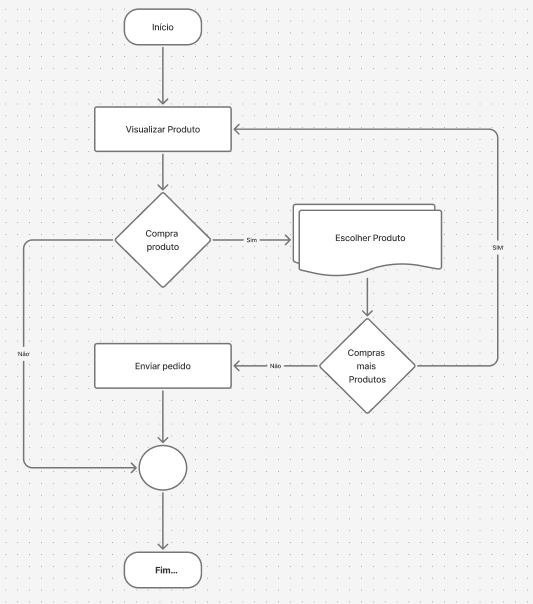 Início
Visualizar Produto
Compra
produto
Sim
Escolher Produto
SIM
Não
Enviar pedido
Não
Compras
mais
Produtos
Fim...